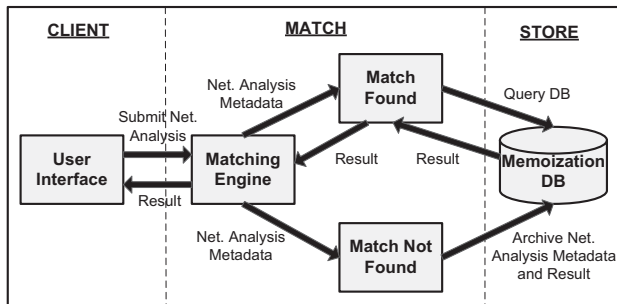 CLIENT
MATCH
STORE
Net. Analysis
Metadata
Match
Found
Query DB
Submit Net.
Analysis
User
Interface
Matching
Engine
Result
Result
Result
Memoization
DB
Net. Analysis
Metadata
Match Not
Found
Archive Net.
Analysis Metadata
and Result